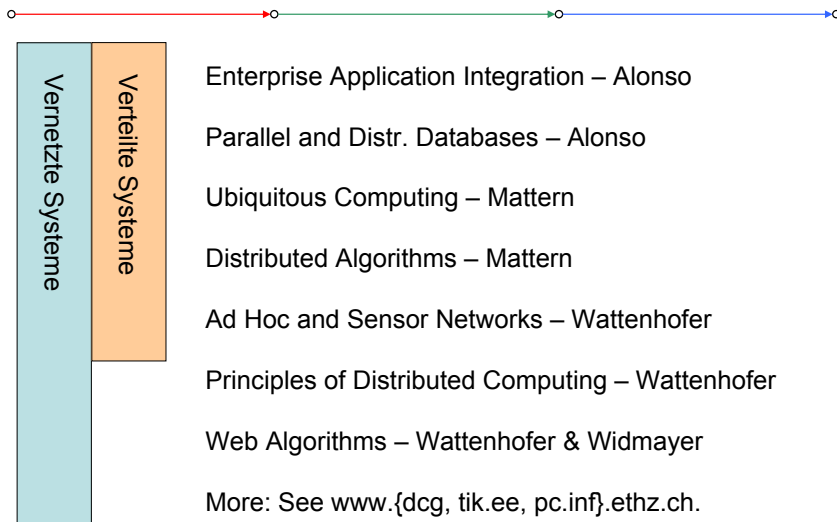 Vernetzte Systeme
Verteilte Systeme
Enterprise Application Integration – Alonso
Parallel and Distr. Databases – Alonso
Ubiquitous Computing – Mattern
Distributed Algorithms – Mattern
Ad Hoc and Sensor Networks – Wattenhofer
Principles of Distributed Computing – Wattenhofer
Web Algorithms – Wattenhofer & Widmayer
More: See www.{dcg, tik.ee, pc.inf}.ethz.ch.